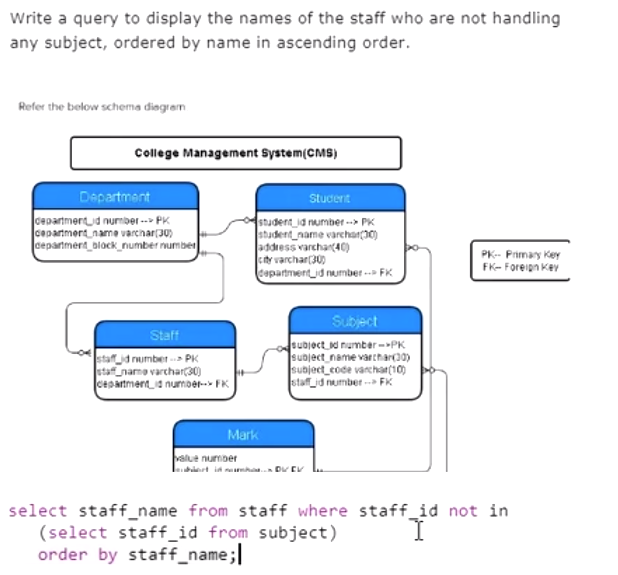 Write a query to display the names of the staff who are not handling
any subject, ordered by name in ascending order.
Refer the below schema diagram
College Management System(CMS)
Department
department_id number --> PK
department_name varchar(30)
department_block_number number
Student
student_id number --> PK
student_name varchar(30)
address varchar(40)
city varchar(30)
department_id number --> FK
PK-- Primary Key
FK-- Foreign Key
Staff
staff_id number --> PK
staff_name varchar(30)
department_id number--> FK
Subject
subject_id number -->PK
subject_name varchar(30)
subject_code varchar(10)
staff_id number --> FK
Mark
value number
select staff_name from staff where staff_id not in
(select staff_id from subject)
order by staff_name;